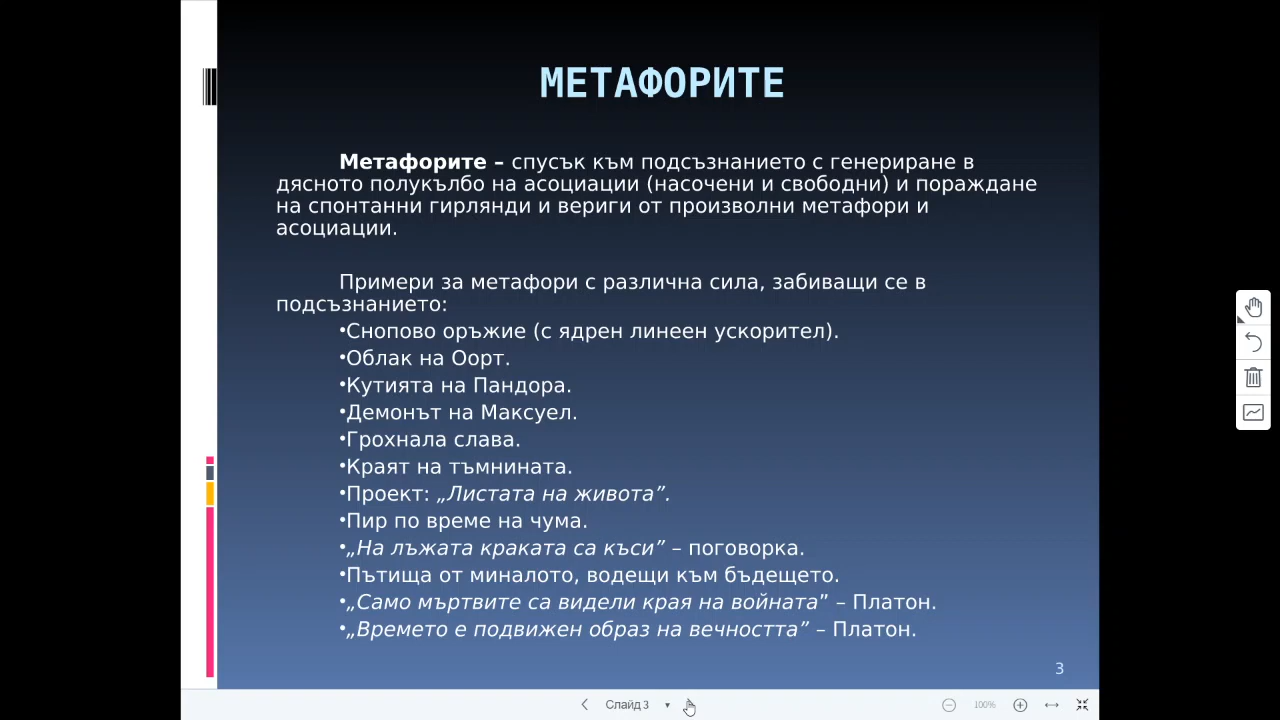 МЕТАФОРИТЕ
Метафорите – спусък към подсъзнанието с генериране в
дясното полукълбо на асоциации (насочени и свободни) и пораждане
на спонтанни гирлянди и вериги от произволни метафори и
асоциации.
Примери за метафори с различна сила, забиващи се в
подсъзнанието:
•Снопово оръжие (с ядрен линеен ускорител).
•Облак на Оорт.
•Кутията на Пандора.
•Демонът на Максуел.
•Грохнала слава.
•Краят на тъмнината.
•Проект: „Листата на живота”.
•Пир по време на чума.
•„На лъжата краката са къси” – поговорка.
•Пътища от миналото, водещи към бъдещето.
•„Само мъртвите са видели края на войната” – Платон.
•„Времето е подвижен образ на вечността” – Платон.
3
Слайд 3
100%